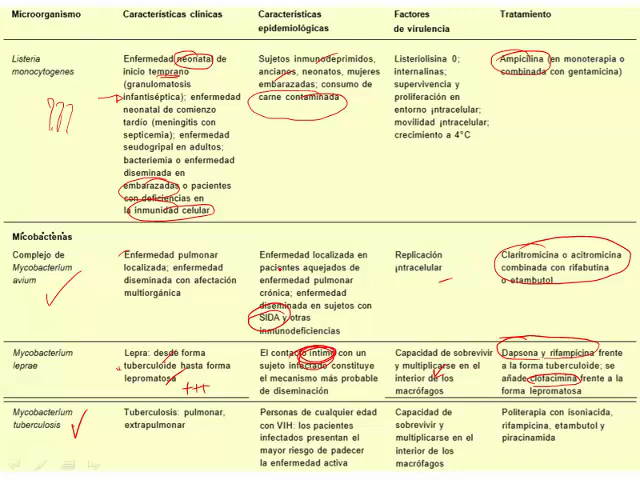 Microorganismo
Características clínicas
Características
epidemiológicas
Factores
de virulencia
Tratamiento
Listeria
monocytogenes
Enfermedad neonatal de
inicio temprano
(granulomatosis
infantiséptica); enfermedad
neonatal de comienzo
tardío (meningitis con
septicemia); enfermedad
seudogripal en adultos;
bacteriemia o enfermedad
diseminada en
embarazadas o pacientes
con deficiencias en
la inmunidad celular
Sujetos inmunodeprimidos,
ancianos, neonatos, mujeres
embarazadas; consumo de
carne contaminada
Listeriolisina 0;
internalinas;
supervivencia y
proliferación en
entorno intracelular;
movilidad intracelular;
crecimiento a 4°C
Ampicilina (en monoterapia o
combinada con gentamicina)
???
Micobacterias
Complejo de
Mycobacterium
avium
Enfermedad pulmonar
localizada; enfermedad
diseminada con afectación
multiorgánica
Enfermedad localizada en
pacientes aquejados de
enfermedad pulmonar
crónica; enfermedad
diseminada en sujetos con
SIDA y otras
inmunodeficiencias
Replicación
intracelular
Claritromicina o acitromicina
combinada con rifabutina
o etambutol
Mycobacterium
leprae
Lepra: desde forma
tuberculoide hasta forma
lepromatosa
+++
El contacto íntimo con un
sujeto infectado constituye
el mecanismo más probable
de diseminación
Capacidad de sobrevivir
y multiplicarse en el
interior de los
macrófagos
Dapsona y rifampicina frente
a la forma tuberculoide; se
añade clofacimina frente a la
forma lepromatosa
Mycobacterium
tuberculosis
Tuberculosis: pulmonar,
extrapulmonar
Personas de cualquier edad
con VIH: los pacientes
infectados presentan el
mayor riesgo de padecer
la enfermedad activa
Capacidad de
sobrevivir y
multiplicarse en el
interior de los
macrófagos
Politerapia con isoniacida,
rifampicina, etambutol y
piracinamida